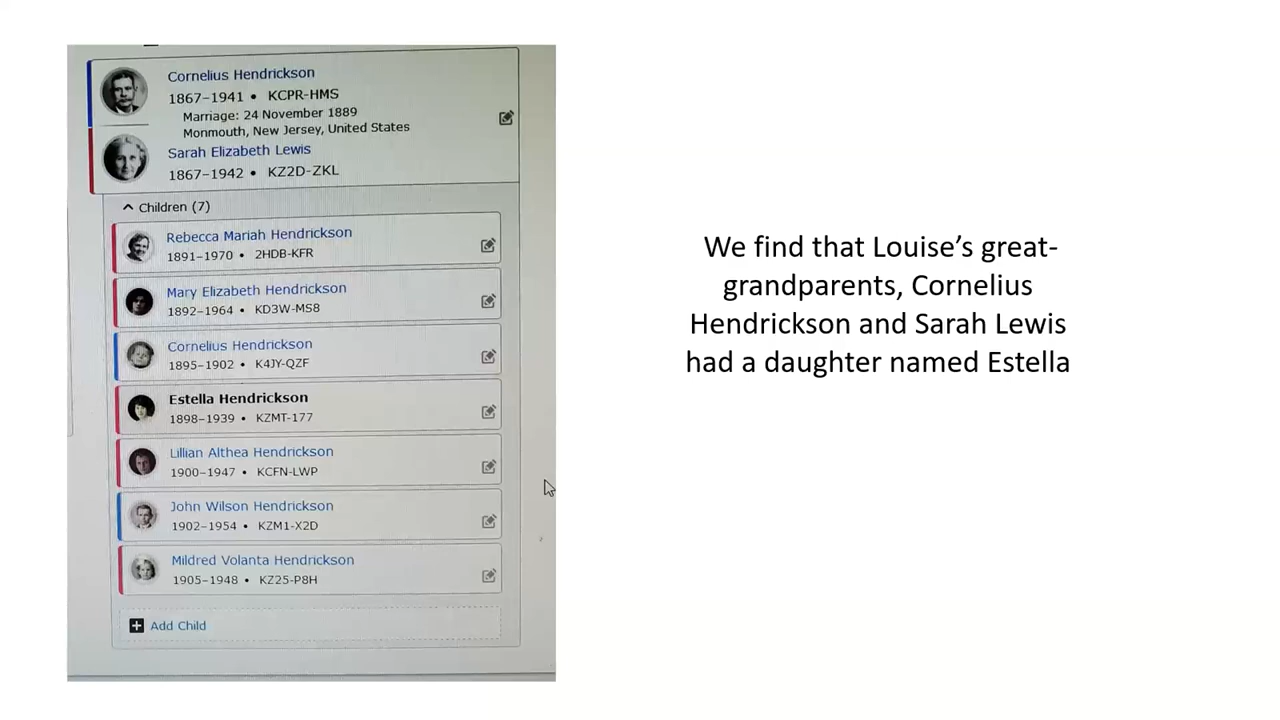 Cornelius Hendrickson
1867–1941 • KCPR-HMS
Marriage: 24 November 1889
Monmouth, New Jersey, United States
Sarah Elizabeth Lewis
1867–1942 • KZ2D-ZKL
Children (7)
Rebecca Mariah Hendrickson
1891–1970 • 2HDB-KFR
Mary Elizabeth Hendrickson
1892–1964 • KD3W-MS8
Cornelius Hendrickson
1895–1902 • K4JY-QZF
Estella Hendrickson
1898–1939 • KZMT-177
Lillian Althea Hendrickson
1900–1947 • KCFN-LWP
John Wilson Hendrickson
1902–1954 • KZM1-X2D
Mildred Volanta Hendrickson
1905–1948 • KZ25-P8H
Add Child
We find that Louise’s great-
grandparents, Cornelius
Hendrickson and Sarah Lewis
had a daughter named Estella